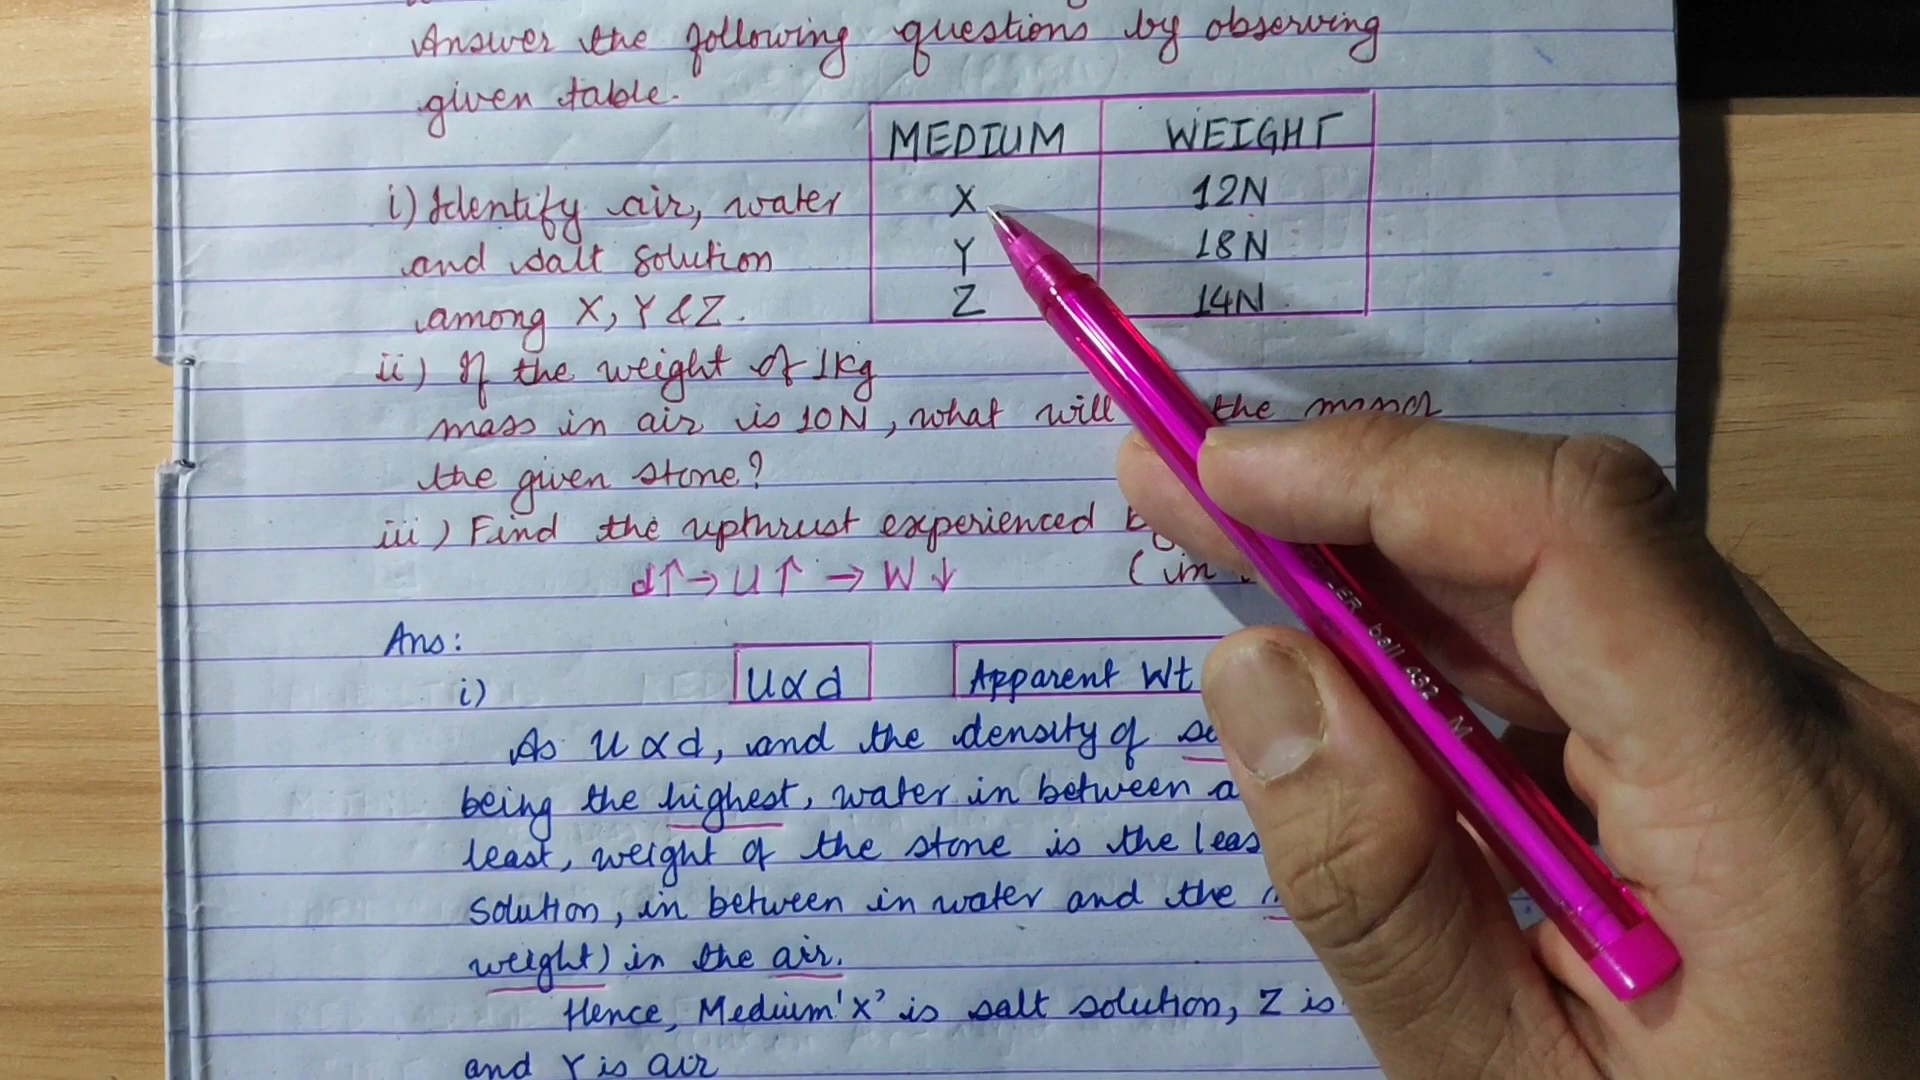 Answer the following questions by observing
given table.
MEDIUM WEIGHT
X 12N
Y 18N
Z 14N
i) Identify air, water
and salt solution
among X, Y & Z.
ii) If the weight of 1kg
mass in air is 10N, what will the
the given stone?
iii) Find the upthrust experienced
d↑→U↑→W↓ (in
Ans:
i) U∝d Apparent Wt
As U∝d, and the density of
being the highest, water in between
least, weight of the stone is the
solution, in between in water and the
weight) in the air.
Hence, Medium 'X' is salt solution, Z is
and Y is air
bell 492 M